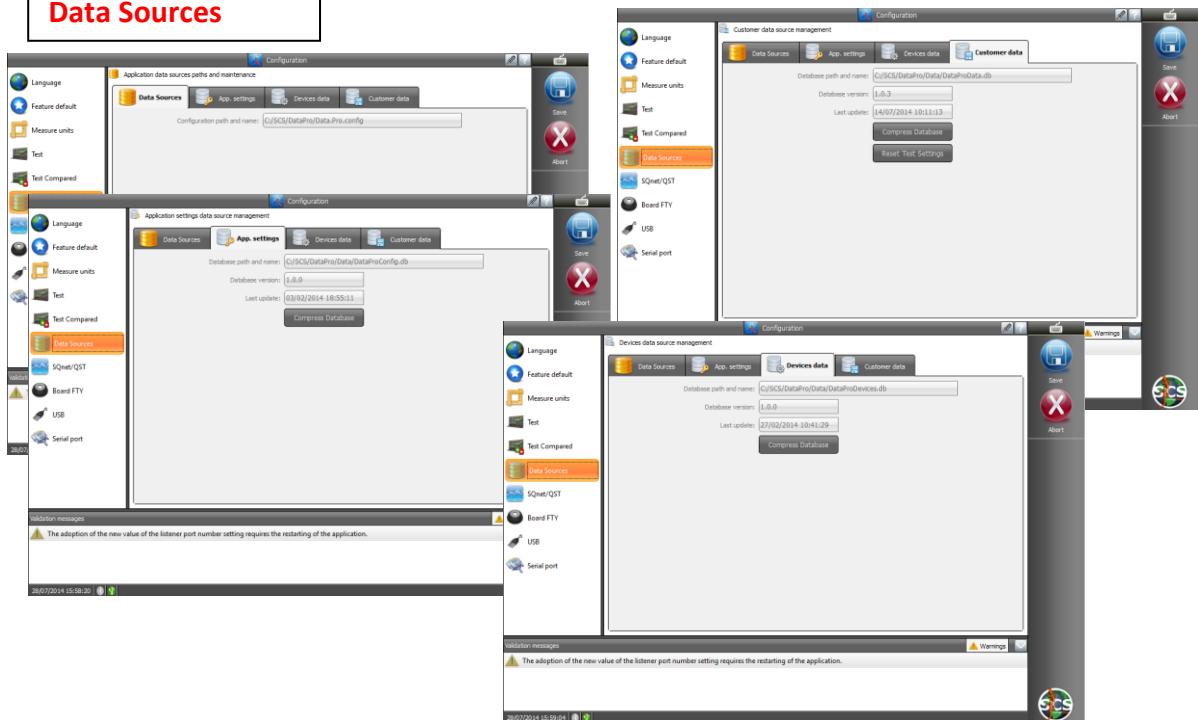 Data Sources
Configuration
Application data sources paths and maintenance
Language
Feature default
Measure units
Test
Test Compared
Data Sources
App. settings
Devices data
Customer data
Configuration path and name: C:/SCS/DataPro/Data.Pro.config
Save
Abort
28/07
Configuration
Customer data source management
Language
Feature default
Measure units
Test
Test Compared
Data Sources
SQnet/QST
Board FTY
USB
Serial port
Data Sources
App. settings
Devices data
Customer data
Database path and name: C:/SCS/DataPro/Data/DataProData.db
Database version: 1.0.3
Last update: 14/07/2014 10:11:13
Compress Database
Reset Test Settings
Save
Abort
Warnings
SCS
Configuration
Application settings data source management
Language
Feature default
Measure units
Test
Test Compared
Data Sources
SQnet/QST
Board FTY
USB
Serial port
Data Sources
App. settings
Devices data
Customer data
Database path and name: C:/SCS/DataPro/Data/DataProConfig.db
Database version: 1.0.0
Last update: 03/02/2014 18:55:11
Compress Database
Save
Abort
Validation messages
The adoption of the new value of the listener port number setting requires the restarting of the application.
28/07/2014 15:58:20
Configuration
Devices data source management
Language
Feature default
Measure units
Test
Test Compared
Data Sources
SQnet/QST
Board FTY
USB
Serial port
Data Sources
App. settings
Devices data
Customer data
Database path and name: C:/SCS/DataPro/Data/DataProDevices.db
Database version: 1.0.0
Last update: 27/02/2014 10:41:29
Compress Database
Save
Abort
Validation messages
Warnings
The adoption of the new value of the listener port number setting requires the restarting of the application.
28/07/2014 15:59:04
SCS